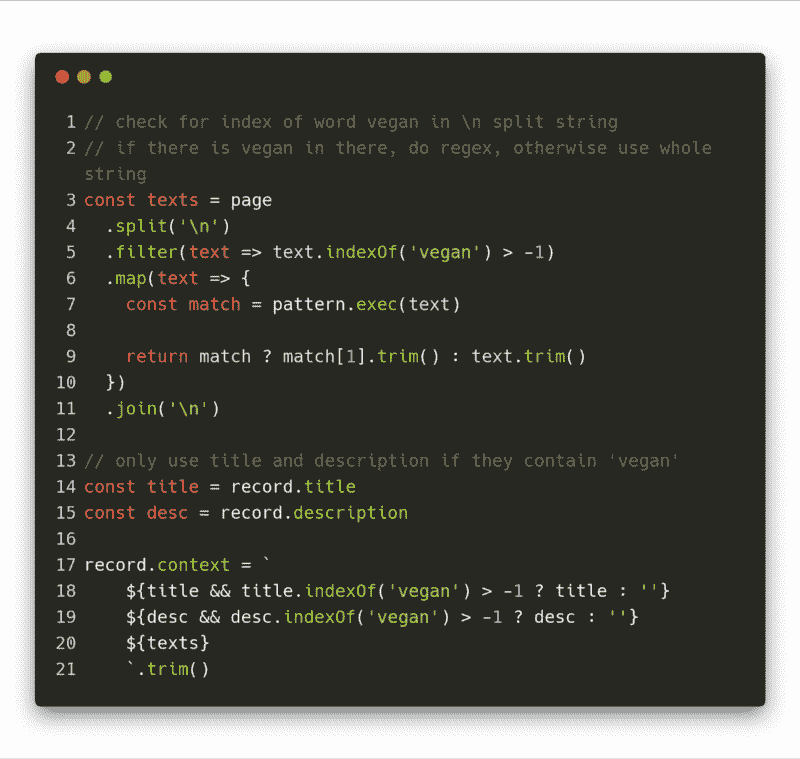 1 // check for index of word vegan in \n split string
2 // if there is vegan in there, do regex, otherwise use whole
string
3 const texts = page
4   .split('\n')
5   .filter(text => text.indexOf('vegan') > -1)
6   .map(text => {
7     const match = pattern.exec(text)
8
9     return match ? match[1].trim() : text.trim()
10   })
11   .join('\n')
12
13 // only use title and description if they contain 'vegan'
14 const title = record.title
15 const desc = record.description
16
17 record.context = `
18     ${title && title.indexOf('vegan') > -1 ? title : ''}
19     ${desc && desc.indexOf('vegan') > -1 ? desc : ''}
20     ${texts}
21     `.trim()